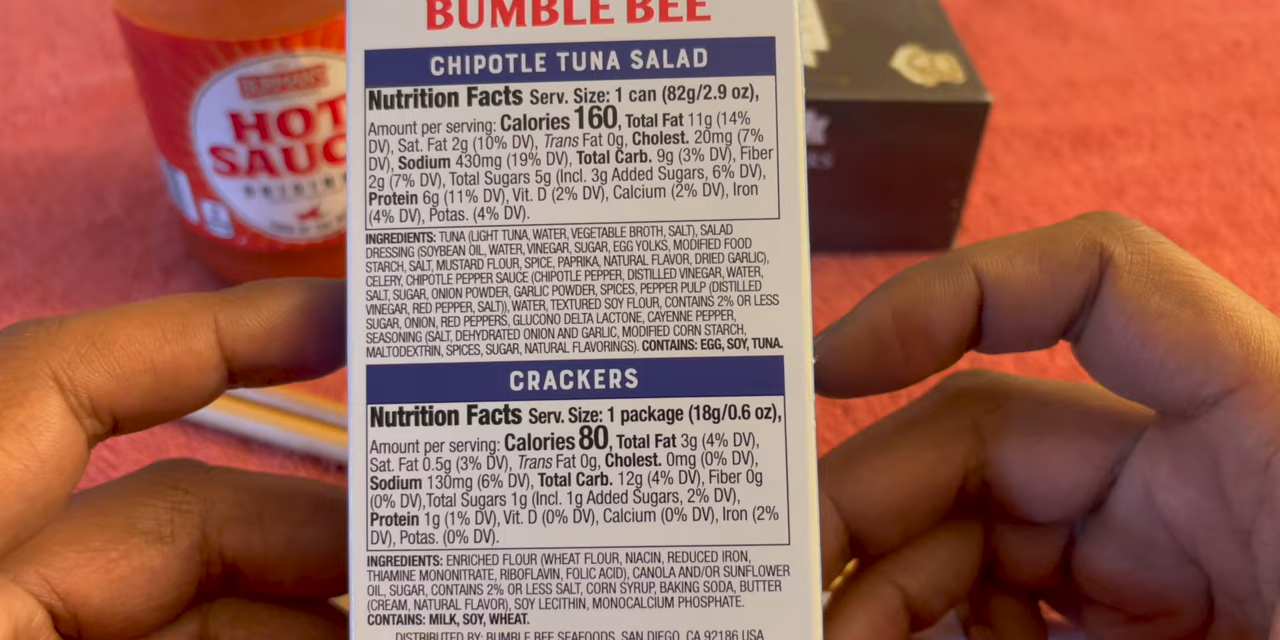 BUMBLE BEE
CHIPOTLE TUNA SALAD
Nutrition Facts Serv. Size: 1 can (82g/2.9 oz),
Amount per serving: Calories 160, Total Fat 11g (14%
DV), Sat. Fat 2g (10% DV), Trans Fat 0g, Cholest. 20mg (7%
DV), Sodium 430mg (19% DV), Total Carb. 9g (3% DV), Fiber
2g (7% DV), Total Sugars 5g (Incl. 3g Added Sugars, 6% DV),
Protein 6g (11% DV), Vit. D (2% DV), Calcium (2% DV), Iron
(4% DV), Potas. (4% DV).
INGREDIENTS: TUNA (LIGHT TUNA, WATER, VEGETABLE BROTH, SALT), SALAD
DRESSING (SOYBEAN OIL, WATER, VINEGAR, SUGAR, EGG YOLKS, MODIFIED FOOD
STARCH, SALT, MUSTARD FLOUR, SPICE, PAPRIKA, NATURAL FLAVOR, DRIED GARLIC),
CELERY, CHIPOTLE PEPPER SAUCE (CHIPOTLE PEPPER, DISTILLED VINEGAR, WATER,
SALT, SUGAR, ONION POWDER, GARLIC POWDER, SPICES, PEPPER PULP (DISTILLED
VINEGAR, RED PEPPER, SALT)), WATER, TEXTURED SOY FLOUR, CONTAINS 2% OR LESS
SUGAR, ONION, RED PEPPERS, GLUCONO DELTA LACTONE, CAYENNE PEPPER,
SEASONING (SALT, DEHYDRATED ONION AND GARLIC, MODIFIED CORN STARCH,
MALTODEXTRIN, SPICES, SUGAR, NATURAL FLAVORINGS). CONTAINS: EGG, SOY, TUNA.
CRACKERS
Nutrition Facts Serv. Size: 1 package (18g/0.6 oz),
Amount per serving: Calories 80, Total Fat 3g (4% DV),
Sat. Fat 0.5g (3% DV), Trans Fat 0g, Cholest. 0mg (0% DV),
Sodium 130mg (6% DV), Total Carb. 12g (4% DV), Fiber 0g
(0% DV),Total Sugars 1g (Incl. 1g Added Sugars, 2% DV),
Protein 1g (1% DV), Vit. D (0% DV), Calcium (0% DV), Iron (2%
DV), Potas. (0% DV).
INGREDIENTS: ENRICHED FLOUR (WHEAT FLOUR, NIACIN, REDUCED IRON,
THIAMINE MONONITRATE, RIBOFLAVIN, FOLIC ACID), CANOLA AND/OR SUNFLOWER
OIL, SUGAR, CONTAINS 2% OR LESS SALT, CORN SYRUP, BAKING SODA, BUTTER
(CREAM, NATURAL FLAVOR), SOY LECITHIN, MONOCALCIUM PHOSPHATE.
CONTAINS: MILK, SOY, WHEAT.
DISTRIBUTED BY: BUMBLE BEE SEAFOODS, SAN DIEGO, CA 92186 USA
BURMAN'S
HOT
SAUC